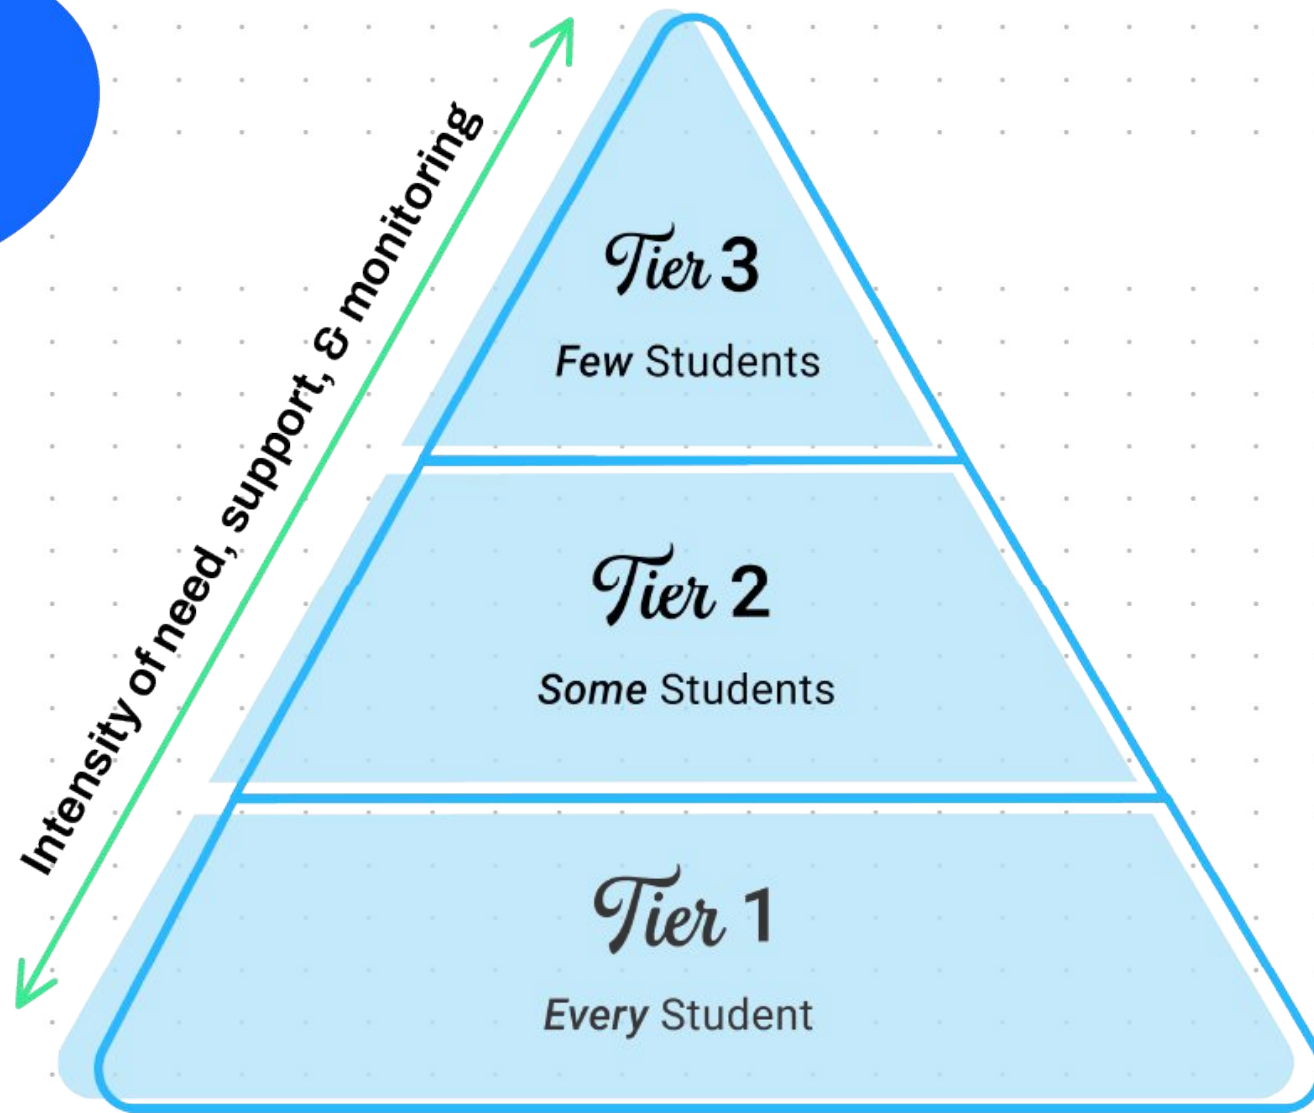 Intensity of need, support, & monitoring
Tier 3
Few Students
Tier 2
Some Students
Tier 1
Every Student